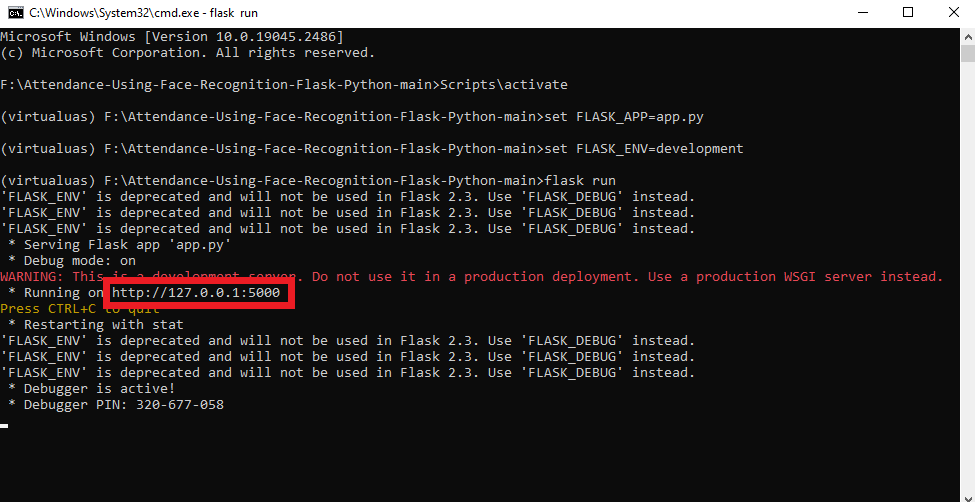 C:\Windows\System32\cmd.exe - flask  run
Microsoft Windows [Version 10.0.19045.2486]
(c) Microsoft Corporation. All rights reserved.
F:\Attendance-Using-Face-Recognition-Flask-Python-main>Scripts\activate
(virtualuas) F:\Attendance-Using-Face-Recognition-Flask-Python-main>set FLASK_APP=app.py
(virtualuas) F:\Attendance-Using-Face-Recognition-Flask-Python-main>set FLASK_ENV=development
(virtualuas) F:\Attendance-Using-Face-Recognition-Flask-Python-main>flask run
'FLASK_ENV' is deprecated and will not be used in Flask 2.3. Use 'FLASK_DEBUG' instead.
'FLASK_ENV' is deprecated and will not be used in Flask 2.3. Use 'FLASK_DEBUG' instead.
'FLASK_ENV' is deprecated and will not be used in Flask 2.3. Use 'FLASK_DEBUG' instead.
 * Serving Flask app 'app.py'
 * Debug mode: on
WARNING: This is a development server. Do not use it in a production deployment. Use a production WSGI server instead.
 * Running on http://127.0.0.1:5000
Press CTRL+C to quit
 * Restarting with stat
'FLASK_ENV' is deprecated and will not be used in Flask 2.3. Use 'FLASK_DEBUG' instead.
'FLASK_ENV' is deprecated and will not be used in Flask 2.3. Use 'FLASK_DEBUG' instead.
'FLASK_ENV' is deprecated and will not be used in Flask 2.3. Use 'FLASK_DEBUG' instead.
 * Debugger is active!
 * Debugger PIN: 320-677-058